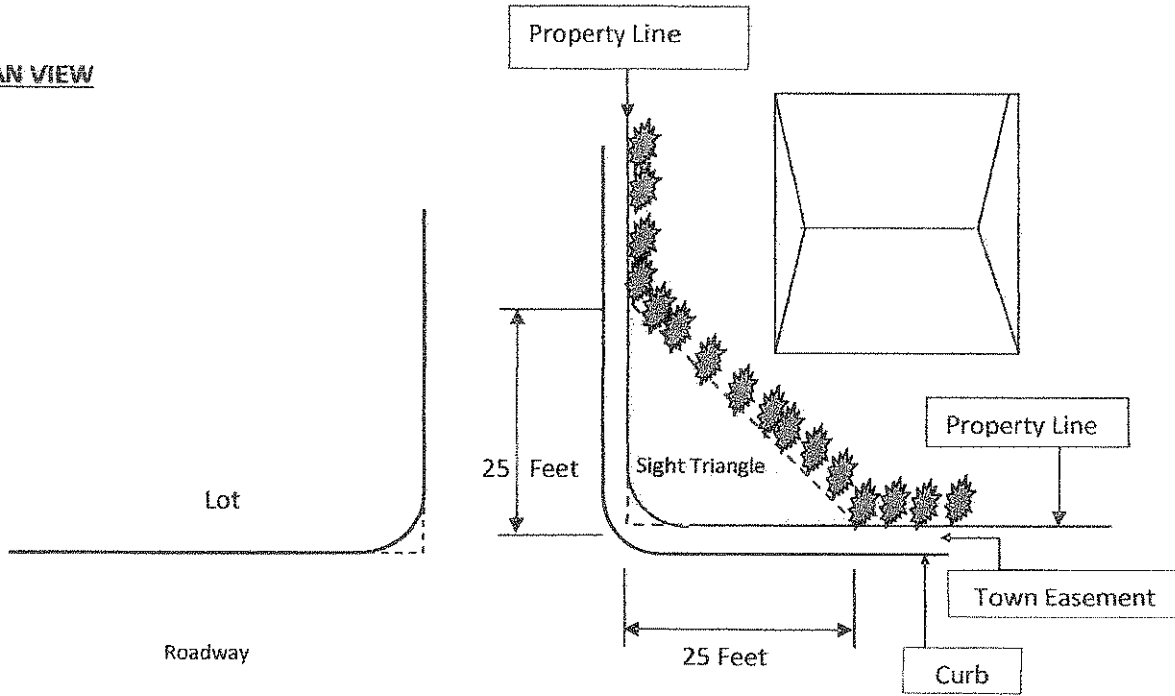 Property Line
AN VIEW
Property Line
25 Feet
Sight Triangle
Lot
Town Easement
Roadway
25 Feet
Curb